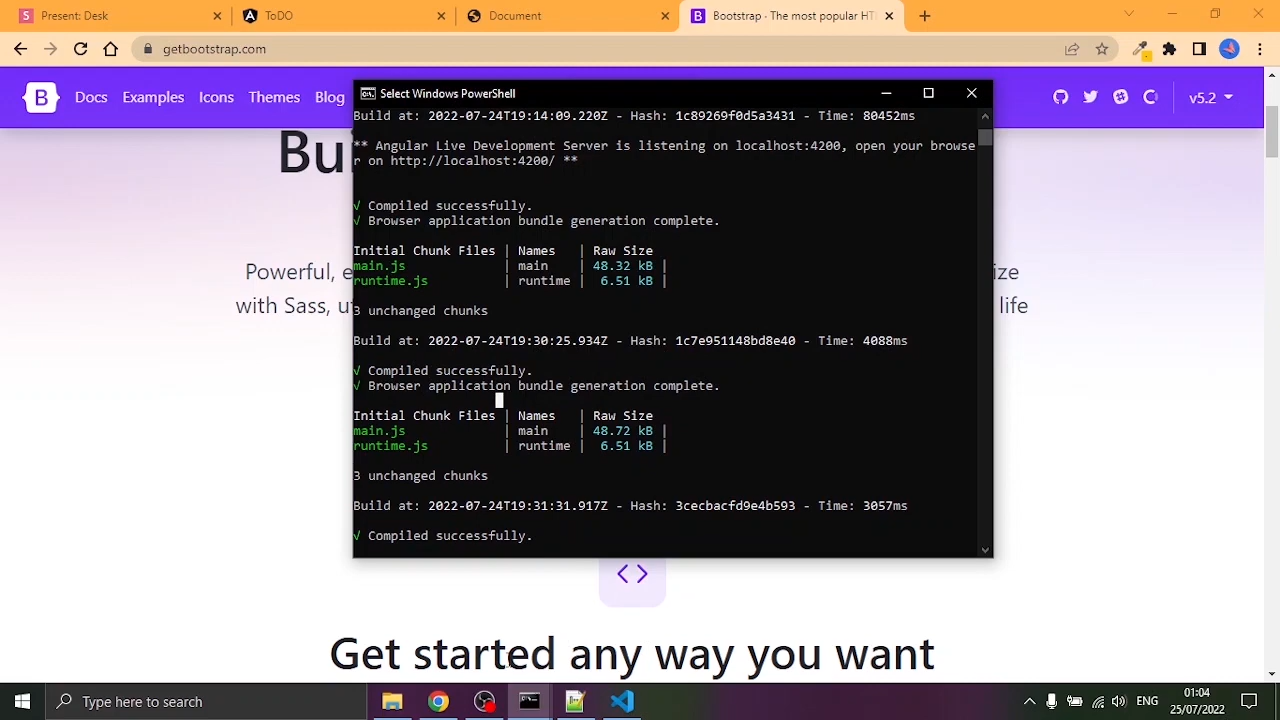 Present: Desk
ToDO
Document
Bootstrap · The most popular HT
getbootstrap.com
B Docs Examples Icons Themes Blog
v5.2
Select Windows PowerShell
Build at: 2022-07-24T19:14:09.220Z - Hash: 1c89269f0d5a3431 - Time: 80452ms
** Angular Live Development Server is listening on localhost:4200, open your browse
r on http://localhost:4200/ **
√ Compiled successfully.
√ Browser application bundle generation complete.
Initial Chunk Files | Names | Raw Size
main.js | main | 48.32 kB |
runtime.js | runtime | 6.51 kB |
3 unchanged chunks
Build at: 2022-07-24T19:30:25.934Z - Hash: 1c7e951148bd8e40 - Time: 4088ms
√ Compiled successfully.
√ Browser application bundle generation complete.
Initial Chunk Files | Names | Raw Size
main.js | main | 48.72 kB |
runtime.js | runtime | 6.51 kB |
3 unchanged chunks
Build at: 2022-07-24T19:31:31.917Z - Hash: 3cecbacfd9e4b593 - Time: 3057ms
√ Compiled successfully.
Bui
Powerful, e
ize
with Sass, u
life
Get started any way you want
Type here to search
ENG
01:04
25/07/2022